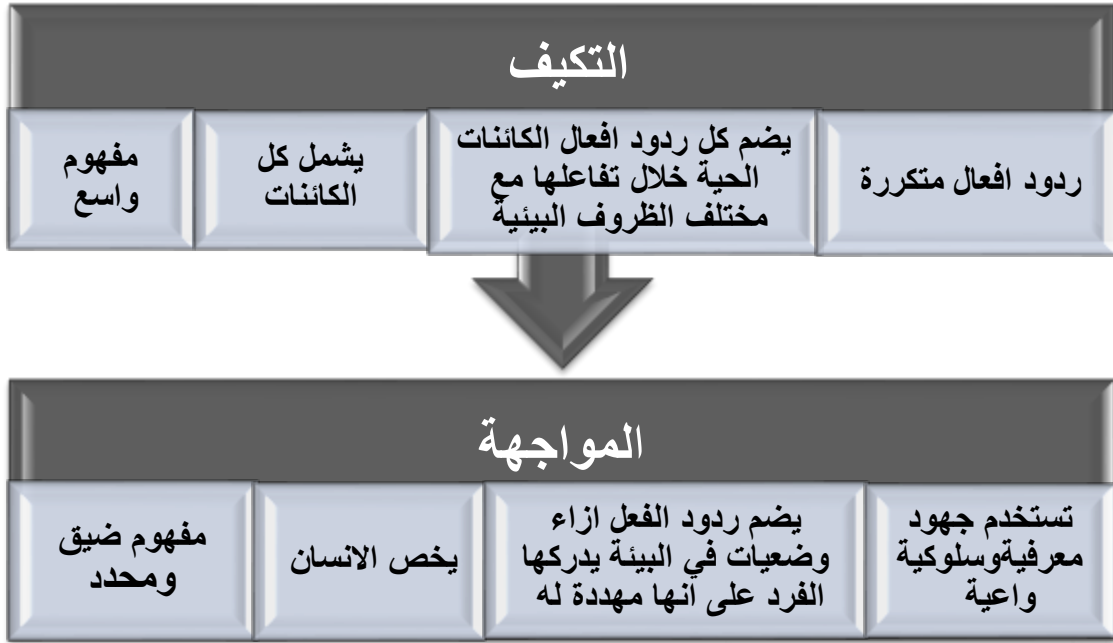 التكيف
ردود افعال متكررة
يضم كل ردود افعال الكائنات
الحية خلال تفاعلها مع
مختلف الظروف البيئية
يشمل كل
الكائنات
مفهوم
واسع
المواجهة
تستخدم جهود
معرفيةوسلوكية
واعية
يضم ردود الفعل ازاء
وضعيات في البيئة يدركها
الفرد على انها مهددة له
يخص الانسان
مفهوم ضيق
ومحدد